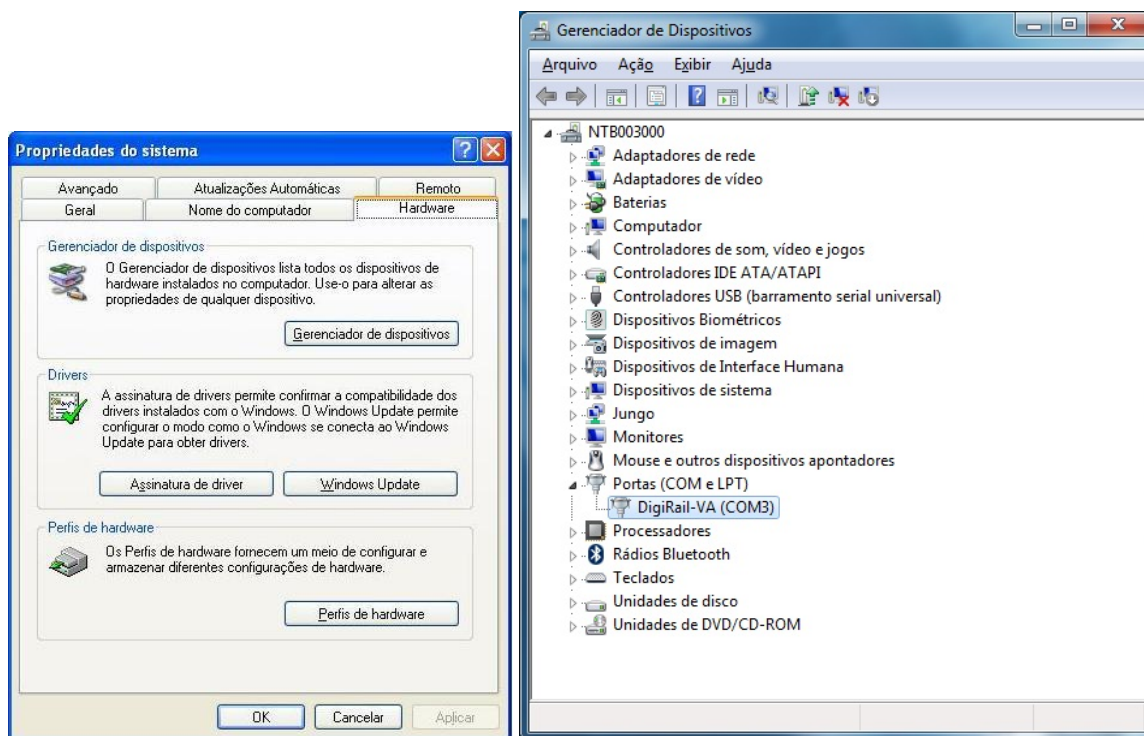 Propriedades do sistema
Avançado
Atualizações Automáticas
Remoto
Geral
Nome do computador
Hardware
Gerenciador de dispositivos
O Gerenciador de dispositivos lista todos os dispositivos de
hardware instalados no computador. Use-o para alterar as
propriedades de qualquer dispositivo.
Gerenciador de dispositivos
Drivers
A assinatura de drivers permite confirmar a compatibilidade dos
drivers instalados com o Windows. O Windows Update permite
configurar o modo como o Windows se conecta ao Windows
Update para obter drivers.
Assinatura de driver
Windows Update
Perfis de hardware
Os Perfis de hardware fornecem um meio de configurar e
armazenar diferentes configurações de hardware.
Perfis de hardware
OK
Cancelar
Aplicar
Gerenciador de Dispositivos
Arquivo Ação Exibir Ajuda
NTB003000
Adaptadores de rede
Adaptadores de vídeo
Baterias
Computador
Controladores de som, vídeo e jogos
Controladores IDE ATA/ATAPI
Controladores USB (barramento serial universal)
Dispositivos Biométricos
Dispositivos de imagem
Dispositivos de Interface Humana
Dispositivos de sistema
Jungo
Monitores
Mouse e outros dispositivos apontadores
Portas (COM e LPT)
DigiRail-VA (COM3)
Processadores
Rádios Bluetooth
Teclados
Unidades de disco
Unidades de DVD/CD-ROM